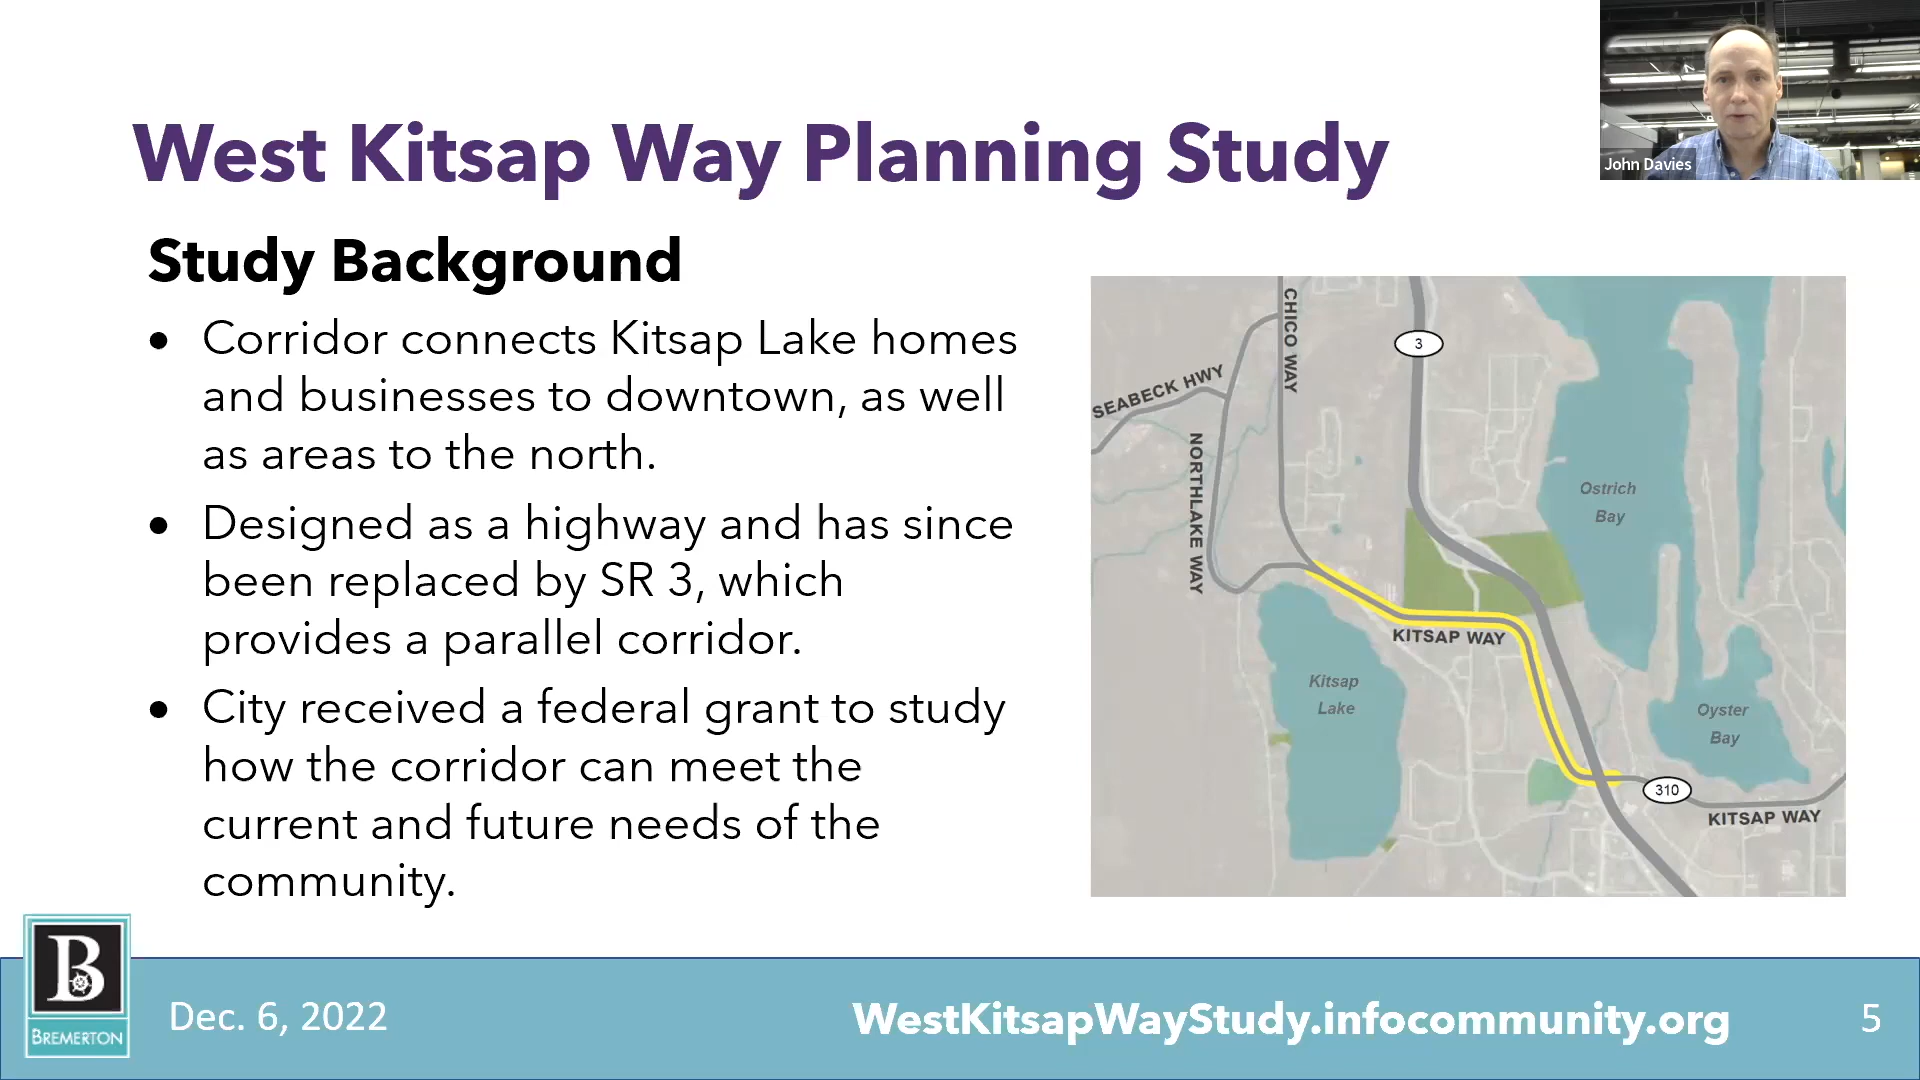 John Davies
West Kitsap Way Planning Study
Study Background
• Corridor connects Kitsap Lake homes
and businesses to downtown, as well
as areas to the north.
• Designed as a highway and has since
been replaced by SR 3, which
provides a parallel corridor.
• City received a federal grant to study
how the corridor can meet the
current and future needs of the
community.
CHICO WAY
3
SEABECK HWY
NORTHLAKE WAY
Ostrich
Bay
KITSAP WAY
Kitsap
Lake
Oyster
Bay
310
KITSAP WAY
B
BREMERTON
Dec. 6, 2022
WestKitsapWayStudy.infocommunity.org
5